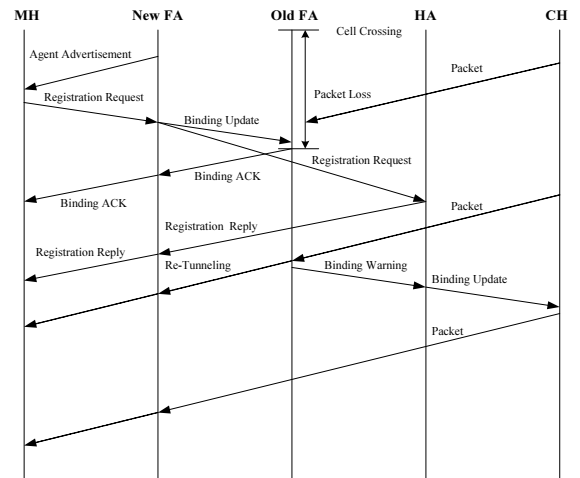 MH New FA Old FA HA CH
Cell Crossing
Agent Advertisement
Packet
Packet Loss
Registration Request
Binding Update
Registration Request
Binding ACK
Binding ACK
Packet
Registration Reply
Registration Reply
Re-Tunneling
Binding Warning
Binding Update
Packet